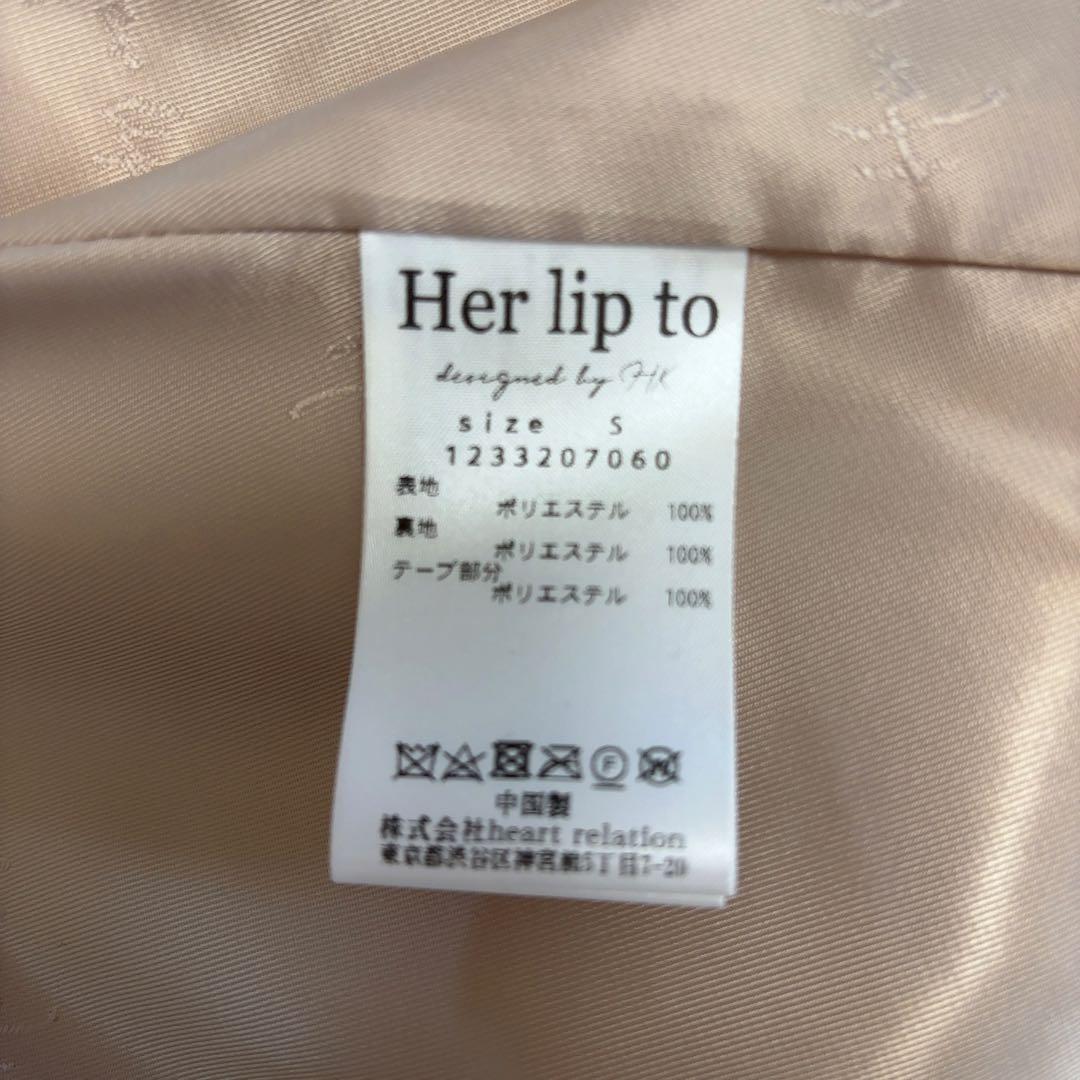 Her lip to
designed by HK
size S
1233207060
表地
ポリエステル 100%
裏地
ポリエステル 100%
テープ部分
ポリエステル 100%
F
W
中国製
株式会社heart relation
東京都渋谷区神宮前5丁目7-20